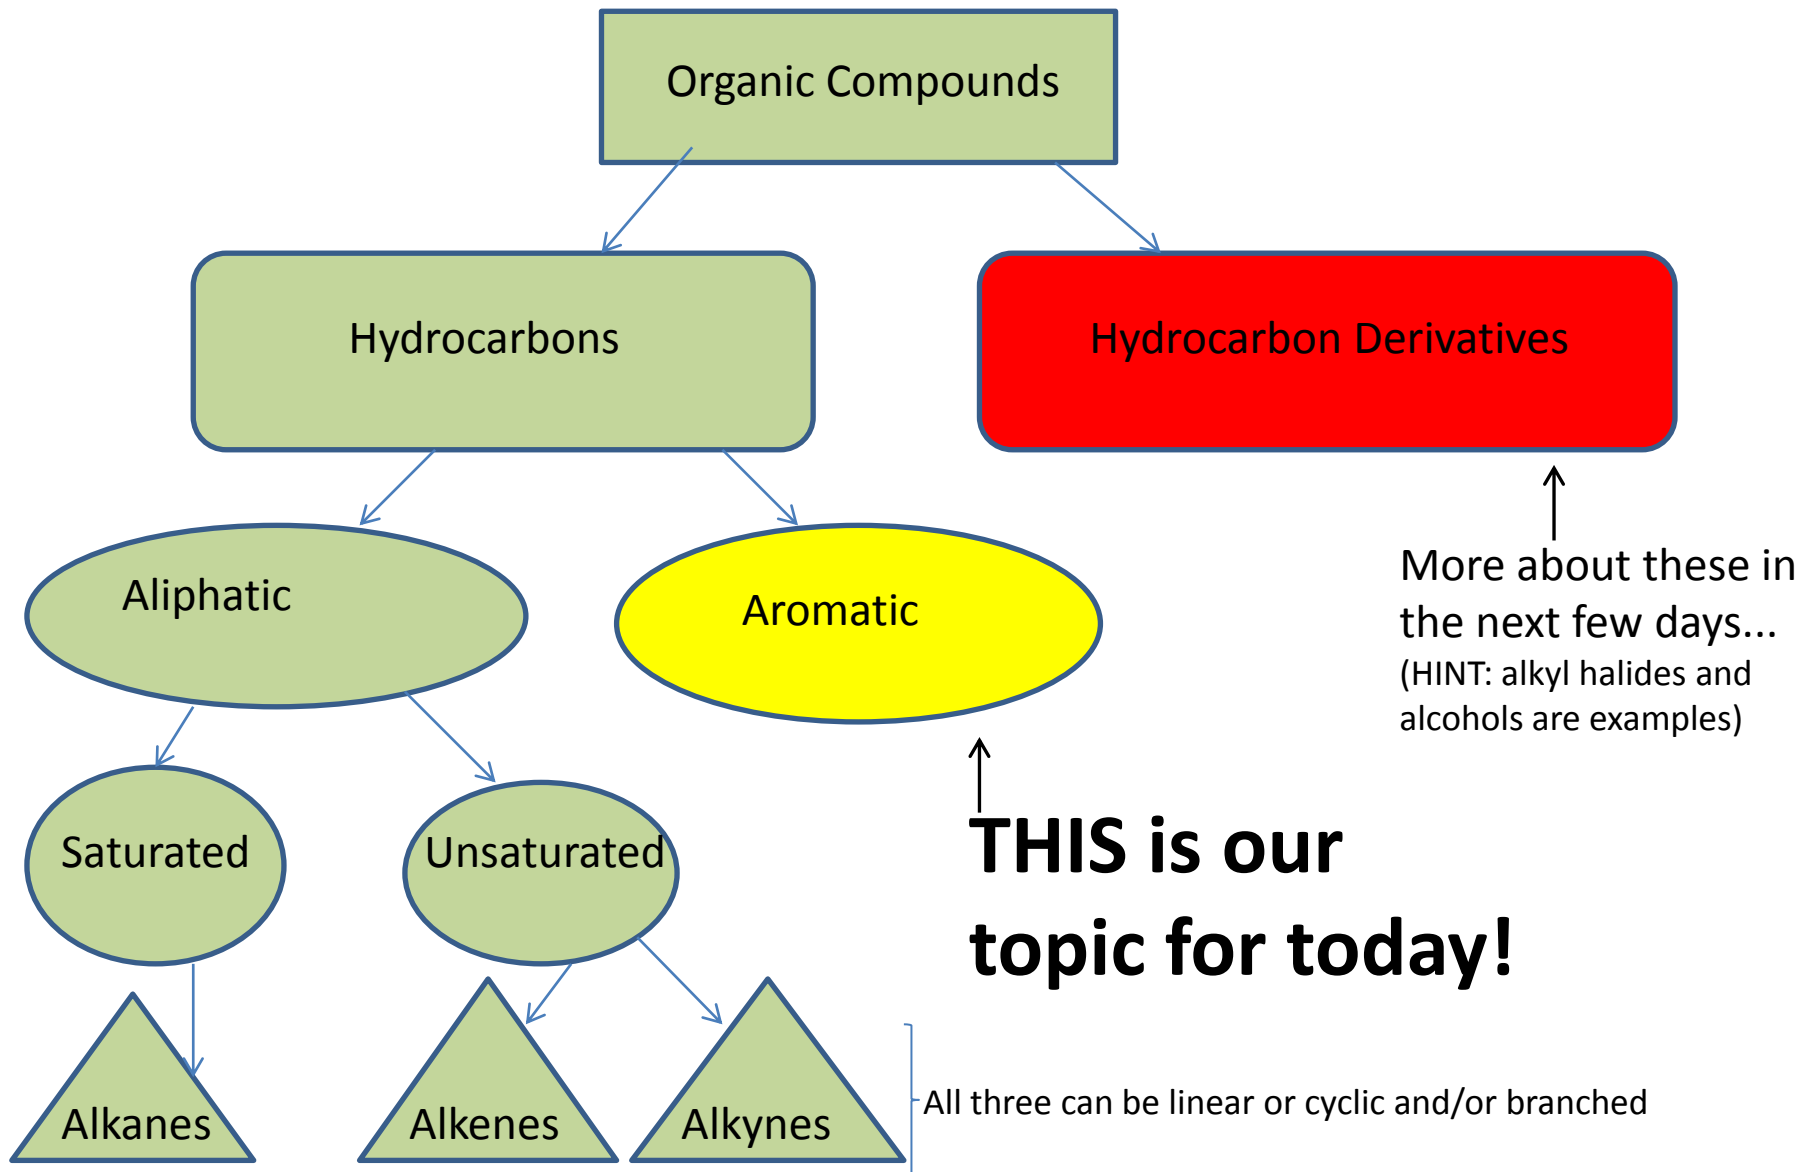 Organic Compounds
Hydrocarbons
Hydrocarbon Derivatives
Aliphatic
Aromatic
More about these in
the next few days...
(HINT: alkyl halides and
alcohols are examples)
Saturated
Unsaturated
THIS is our
topic for today!
Alkanes
Alkenes
Alkynes
All three can be linear or cyclic and/or branched